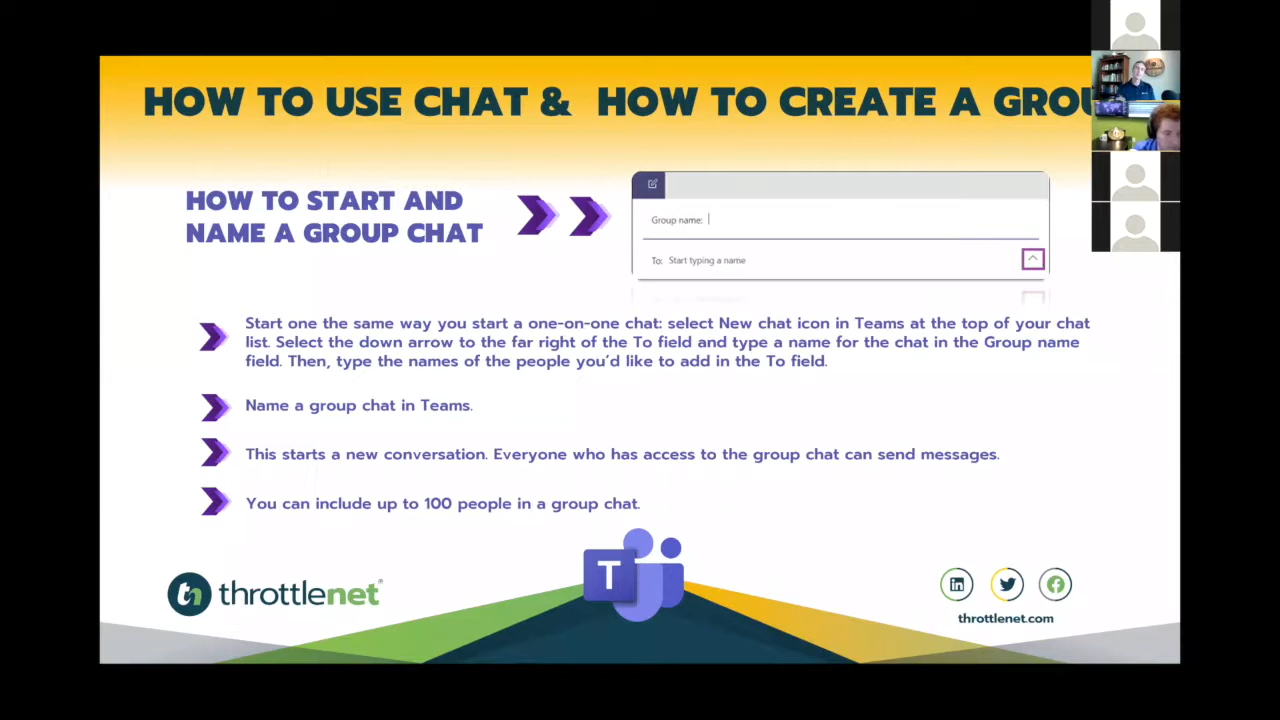 HOW TO USE CHAT & HOW TO CREATE A GROU
HOW TO START AND
NAME A GROUP CHAT
Group name:
To: Start typing a name
Start one the same way you start a one-on-one chat: select New chat icon in Teams at the top of your chat
list. Select the down arrow to the far right of the To field and type a name for the chat in the Group name
field. Then, type the names of the people you'd like to add in the To field.
Name a group chat in Teams.
This starts a new conversation. Everyone who has access to the group chat can send messages.
You can include up to 100 people in a group chat.
T
tn throttlenet®
in
throttlenet.com